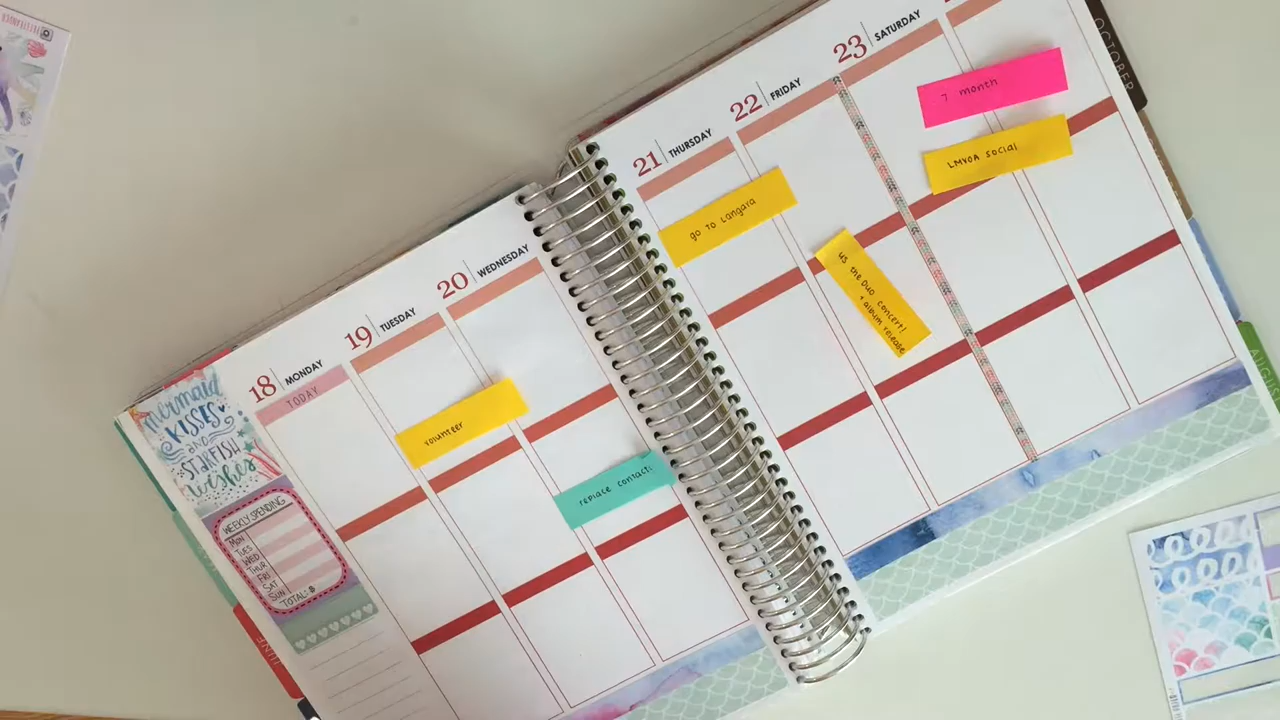 18 MONDAY
TODAY
19 TUESDAY
volunteer
20 WEDNESDAY
replace contacts
21 THURSDAY
go to Langara
22 FRIDAY
us the Duo concert!
+ album release
23 SATURDAY
7 month
LMVOA social
mermaid
KISSES
AND
STARFISH
wishes
WEEKLY SPENDING
MON
TUES
WED
THUR
FRI
SAT
SUN
TOTAL: $
JUNE
OCTOBER
AUGUST